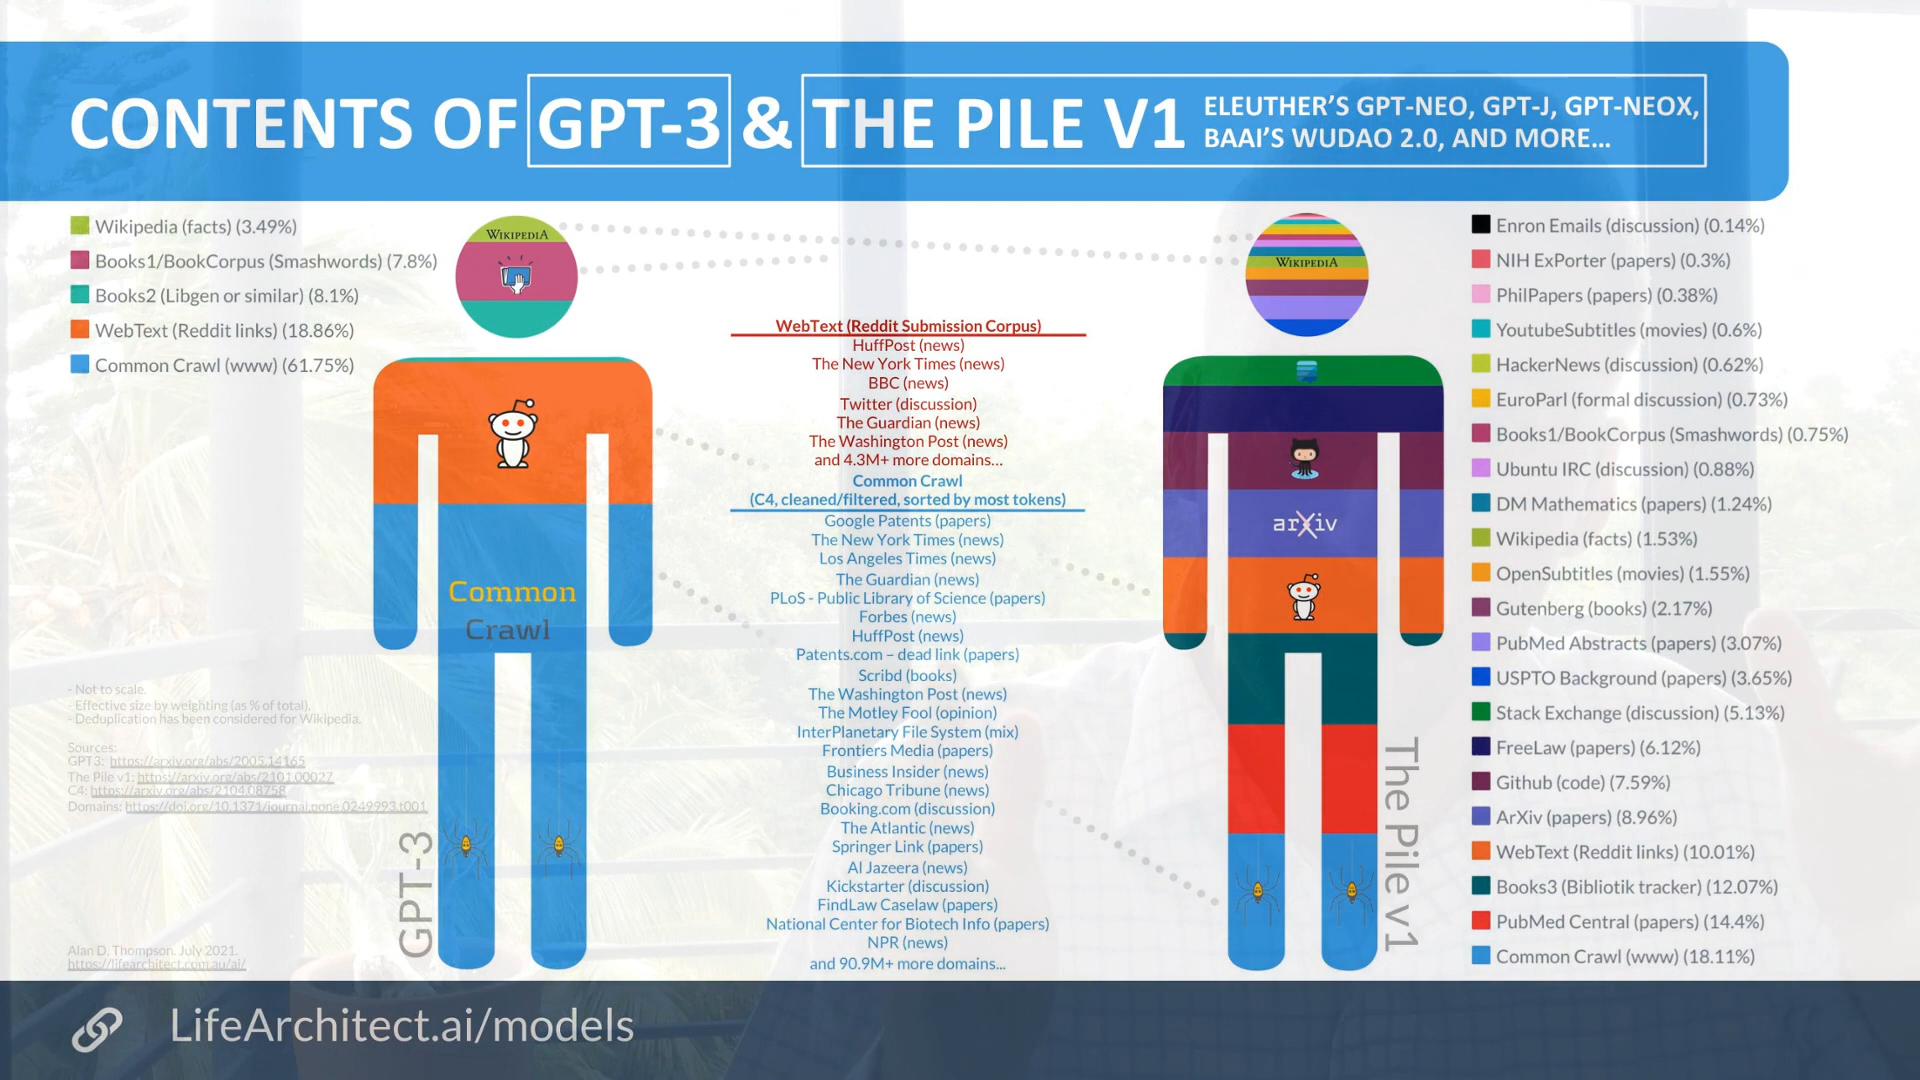 CONTENTS OF GPT-3 & THE PILE V1
ELEUTHER'S GPT-NEO, GPT-J, GPT-NEOX,
BAAI'S WUDAO 2.0, AND MORE...
Wikipedia (facts) (3.49%)
Books1/BookCorpus (Smashwords) (7.8%)
Books2 (Libgen or similar) (8.1%)
WebText (Reddit links) (18.86%)
Common Crawl (www) (61.75%)
WIKIPEDIA
Common
Crawl
GPT-3
- Not to scale.
- Effective size by weighting (as % of total).
- Deduplication has been considered for Wikipedia.
Sources:
GPT3: https://arxiv.org/abs/2005.14165
The Pile v1: https://arxiv.org/abs/2101.00027
C4: https://arxiv.org/abs/2104.08758
Domains: https://doi.org/10.1371/journal.pone.0249993.t001
Alan D. Thompson. July 2021.
https://lifearchitect.com.au/ai/
WebText (Reddit Submission Corpus)
HuffPost (news)
The New York Times (news)
BBC (news)
Twitter (discussion)
The Guardian (news)
The Washington Post (news)
and 4.3M+ more domains...
Common Crawl
(C4, cleaned/filtered, sorted by most tokens)
Google Patents (papers)
The New York Times (news)
Los Angeles Times (news)
The Guardian (news)
PLoS - Public Library of Science (papers)
Forbes (news)
HuffPost (news)
Patents.com – dead link (papers)
Scribd (books)
The Washington Post (news)
The Motley Fool (opinion)
InterPlanetary File System (mix)
Frontiers Media (papers)
Business Insider (news)
Chicago Tribune (news)
Booking.com (discussion)
The Atlantic (news)
Springer Link (papers)
Al Jazeera (news)
Kickstarter (discussion)
FindLaw Caselaw (papers)
National Center for Biotech Info (papers)
NPR (news)
and 90.9M+ more domains...
WIKIPEDIA
arXiv
The Pile v1
Enron Emails (discussion) (0.14%)
NIH ExPorter (papers) (0.3%)
PhilPapers (papers) (0.38%)
YoutubeSubtitles (movies) (0.6%)
HackerNews (discussion) (0.62%)
EuroParl (formal discussion) (0.73%)
Books1/BookCorpus (Smashwords) (0.75%)
Ubuntu IRC (discussion) (0.88%)
DM Mathematics (papers) (1.24%)
Wikipedia (facts) (1.53%)
OpenSubtitles (movies) (1.55%)
Gutenberg (books) (2.17%)
PubMed Abstracts (papers) (3.07%)
USPTO Background (papers) (3.65%)
Stack Exchange (discussion) (5.13%)
FreeLaw (papers) (6.12%)
Github (code) (7.59%)
ArXiv (papers) (8.96%)
WebText (Reddit links) (10.01%)
Books3 (Bibliotik tracker) (12.07%)
PubMed Central (papers) (14.4%)
Common Crawl (www) (18.11%)
LifeArchitect.ai/models